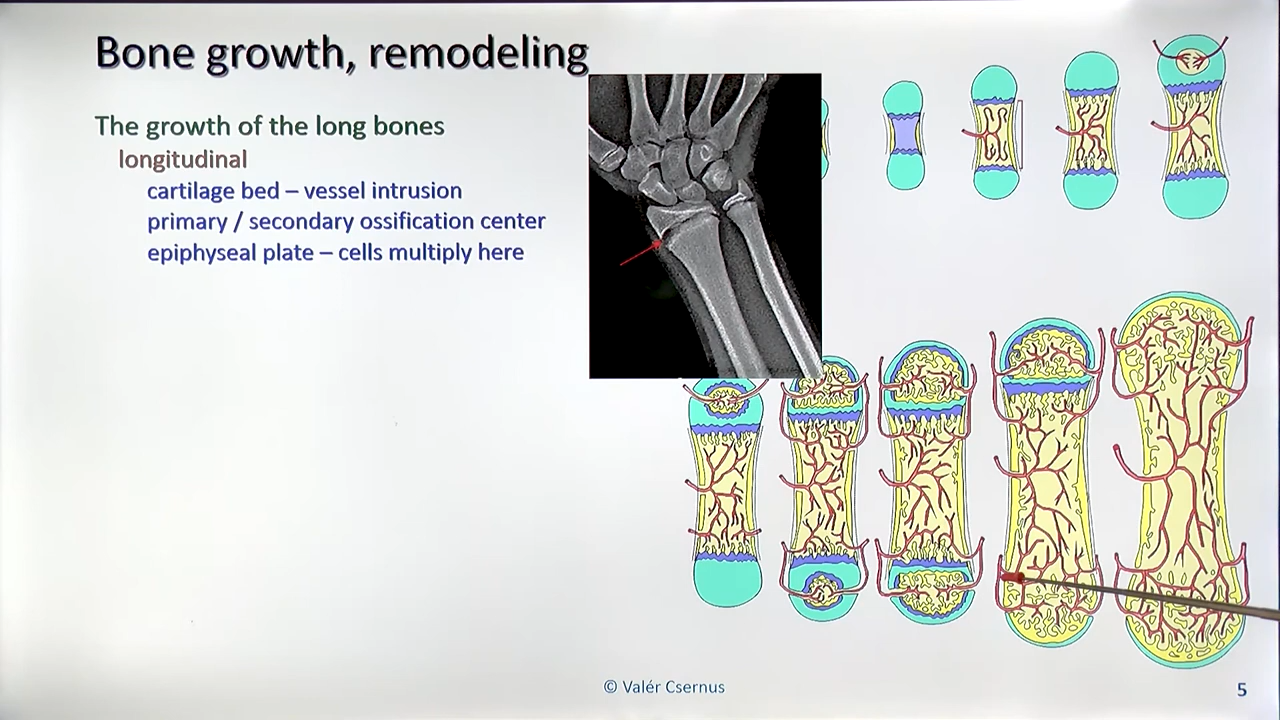 Bone growth, remodeling
The growth of the long bones
longitudinal
cartilage bed – vessel intrusion
primary / secondary ossification center
epiphyseal plate – cells multiply here
© Valér Csernus
5